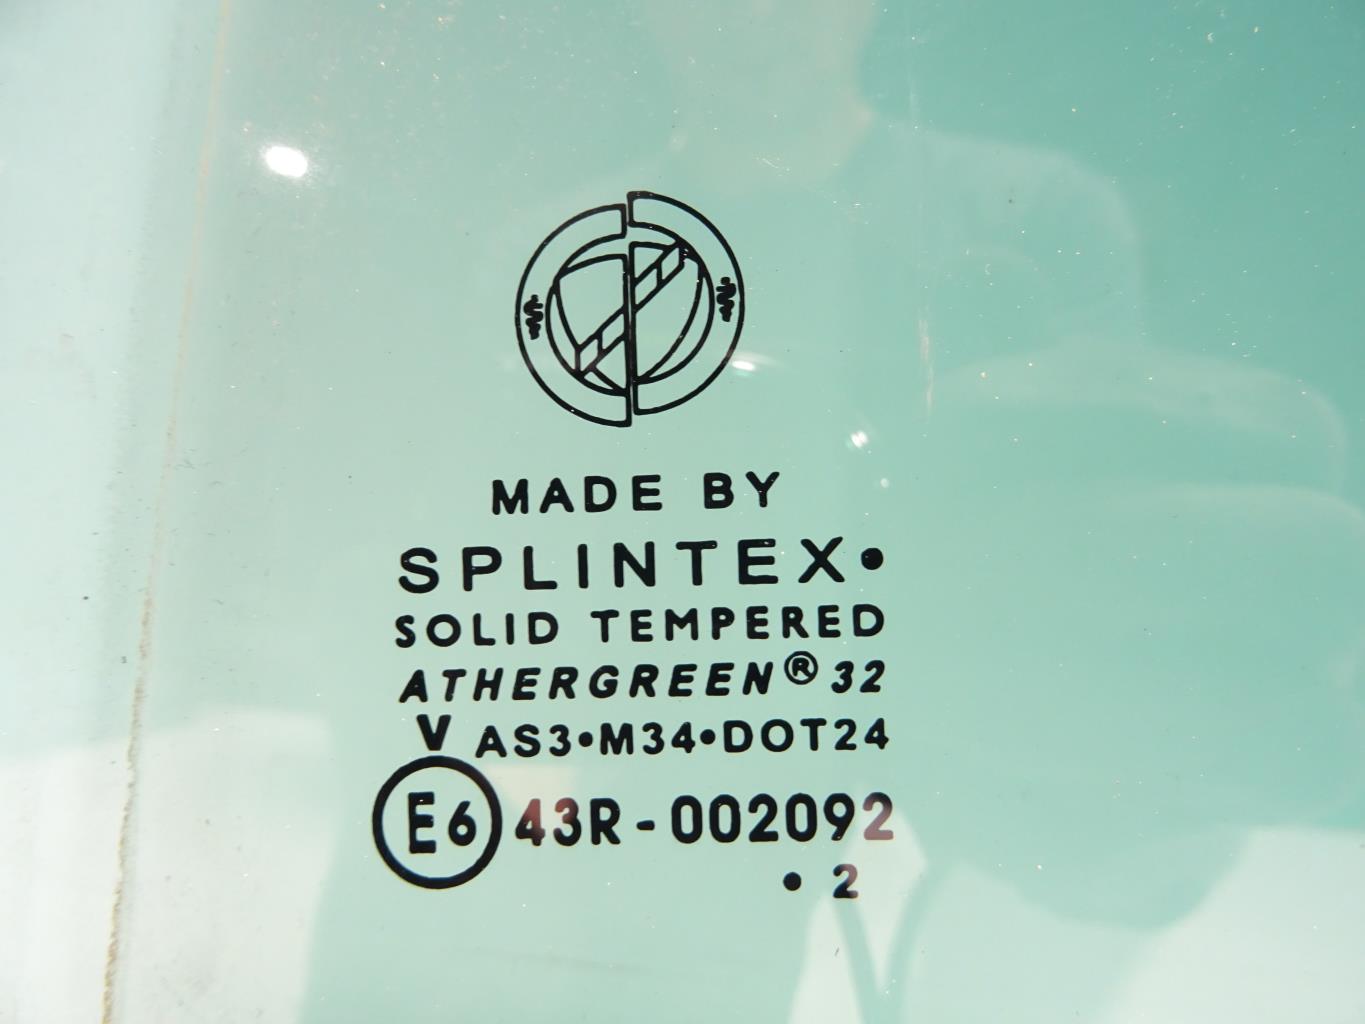 MADE BY
SPLINTEX•
SOLID TEMPERED
ATHERGREEN® 32
V AS3•M34•DOT24
E6 43R-002092
• 2